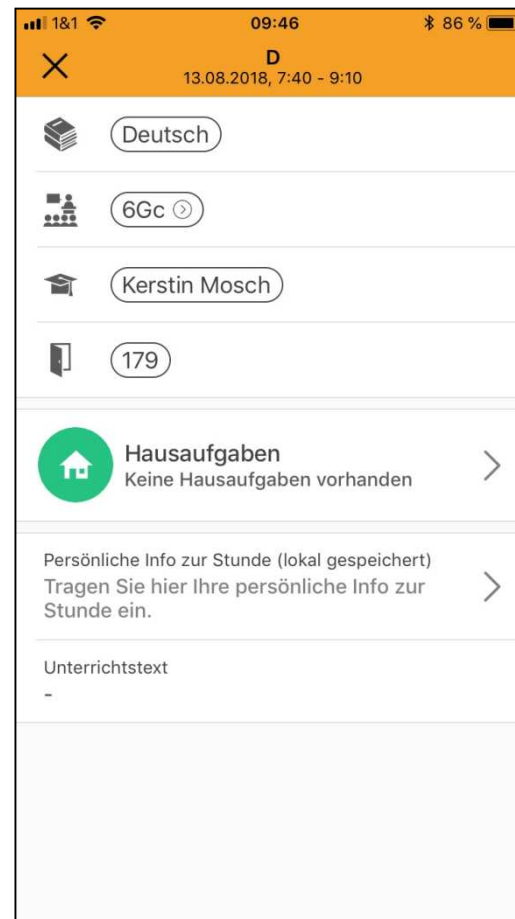 1&1 09:46 86 %
D
13.08.2018, 7:40 - 9:10
Deutsch
6Gc
Kerstin Mosch
179
Hausaufgaben
Keine Hausaufgaben vorhanden
Persönliche Info zur Stunde (lokal gespeichert)
Tragen Sie hier Ihre persönliche Info zur
Stunde ein.
Unterrichtstext
-